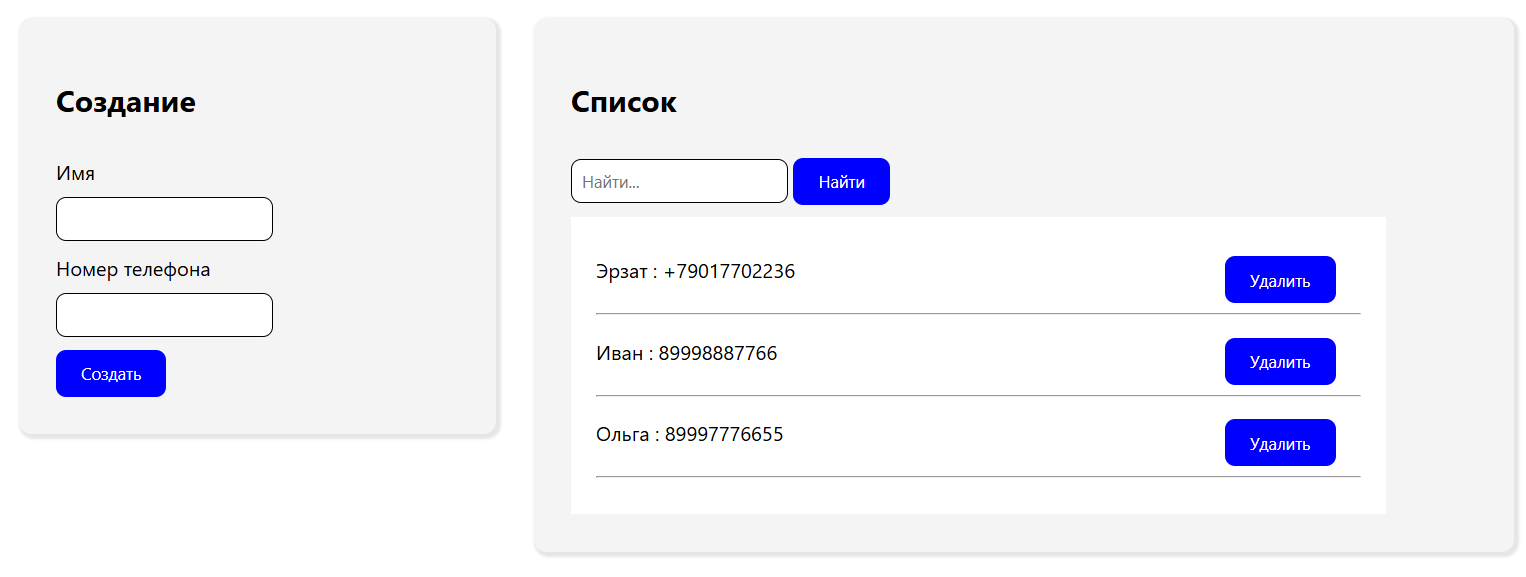 Создание
Имя
Номер телефона
Создать
Список
Найти...
Найти
Эрзат : +79017702236
Удалить
Иван : 89998887766
Удалить
Ольга : 89997776655
Удалить